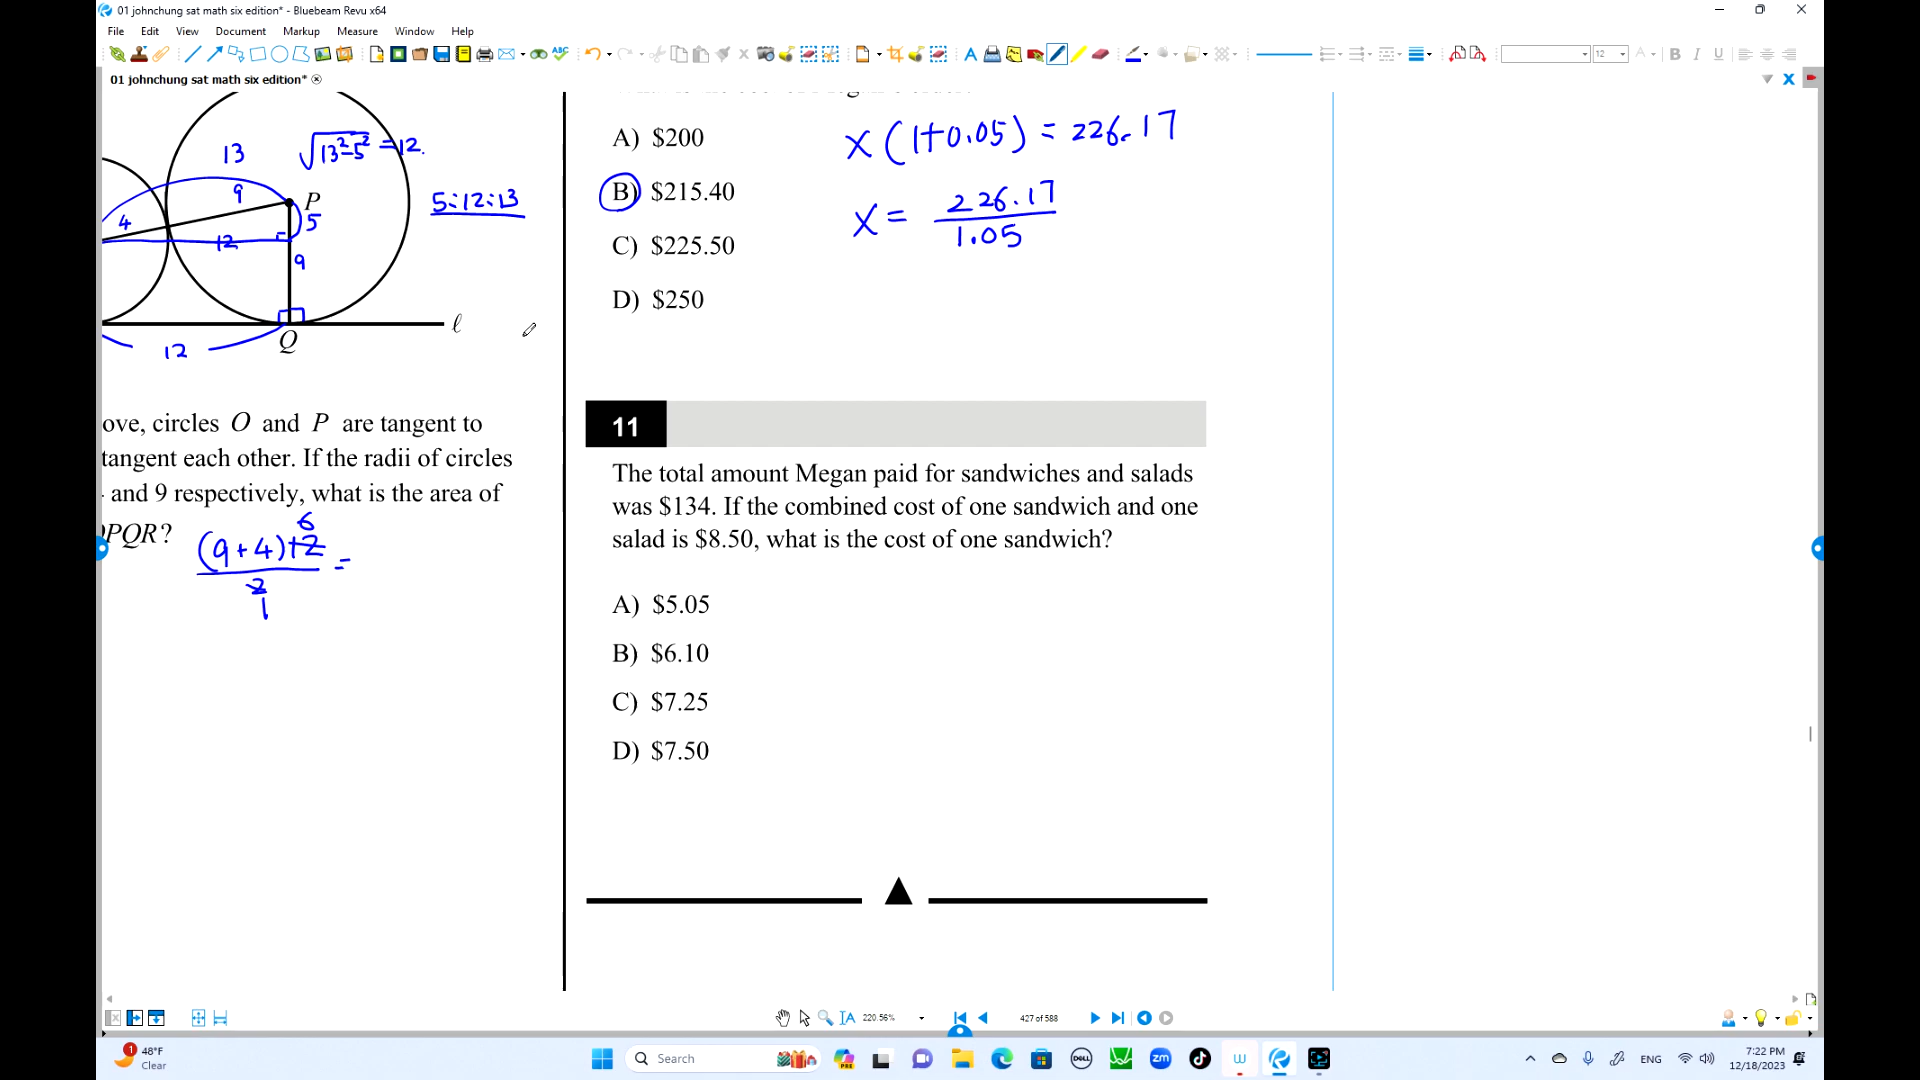 01 johnchung sat math six edition* - Bluebeam Revu x64
File Edit View Document Markup Measure Window Help
12
01 johnchung sat math six edition*
13
√13²-5² = 12.
9
P
5:12:13
4
5
12
9
ℓ
Q
12
ove, circles O and P are tangent to
tangent each other. If the radii of circles
and 9 respectively, what is the area of
PQR?
6
(9+4)12 =
2
1
A) $200
B) $215.40
C) $225.50
D) $250
x (1+0.05) = 226.17
x = 226.17
1.05
11
The total amount Megan paid for sandwiches and salads
was $134. If the combined cost of one sandwich and one
salad is $8.50, what is the cost of one sandwich?
A) $5.05
B) $6.10
C) $7.25
D) $7.50
220.56%
427 of 588
1
48°F
Clear
Search
PRE
DELL
zm
ENG
7:22 PM
12/18/2023